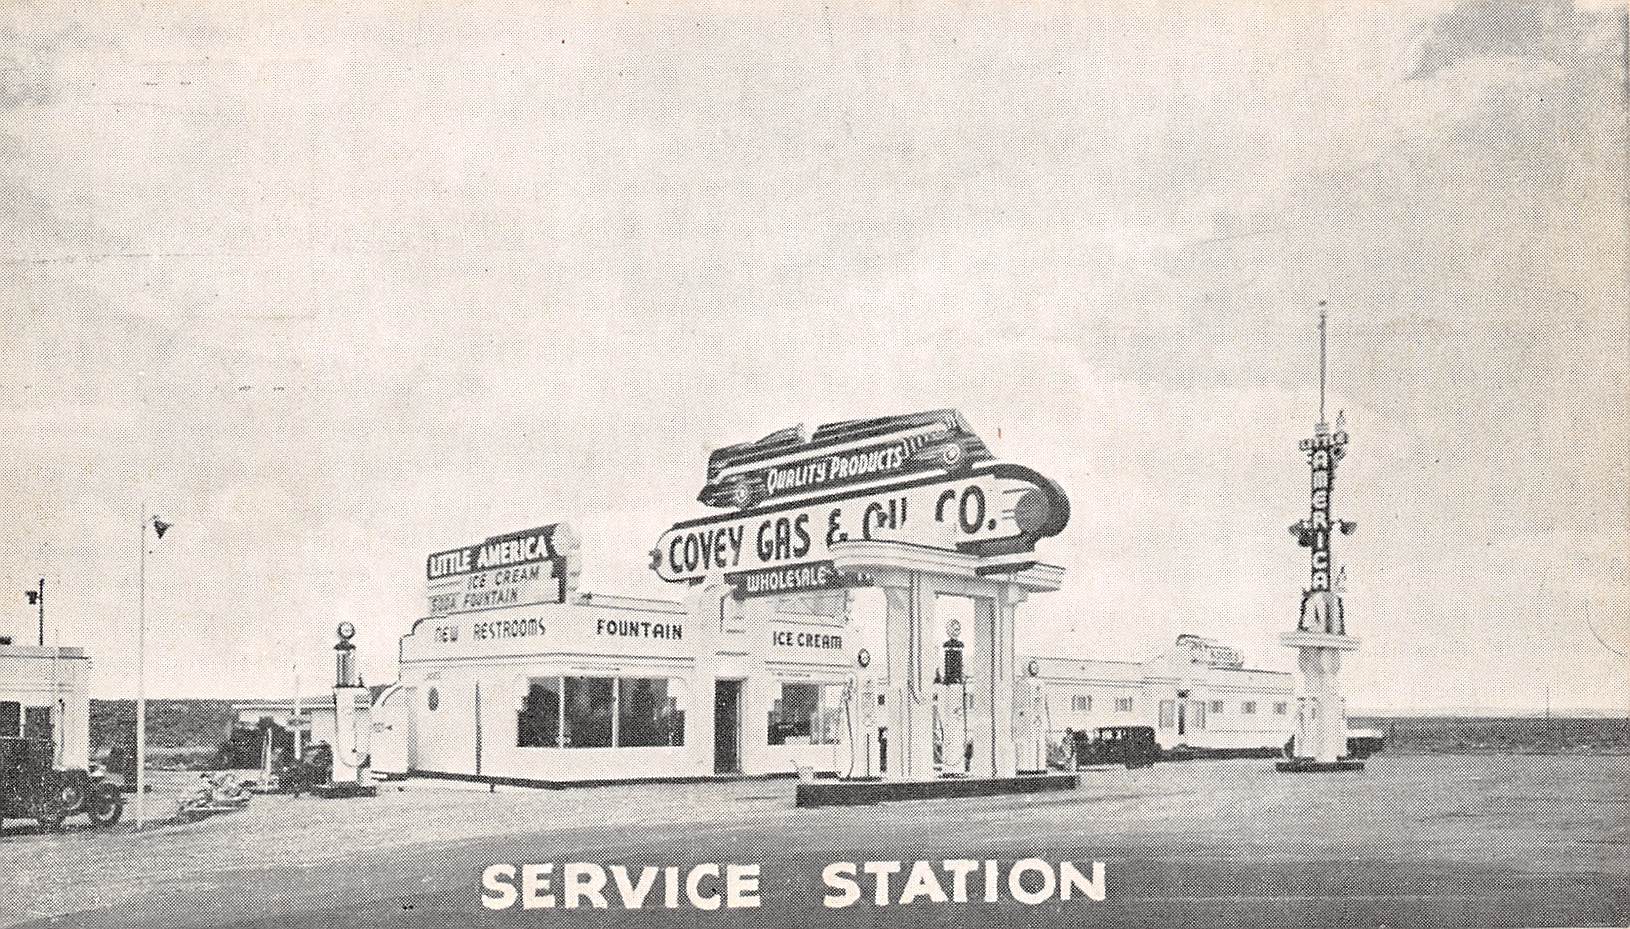 QUALITY PRODUCTS
COVEY GAS & OIL CO.
WHOLESALE
LITTLE AMERICA
ICE CREAM
SODA FOUNTAIN
NEW RESTROOMS
FOUNTAIN
ICE CREAM
AMERICA
SERVICE STATION